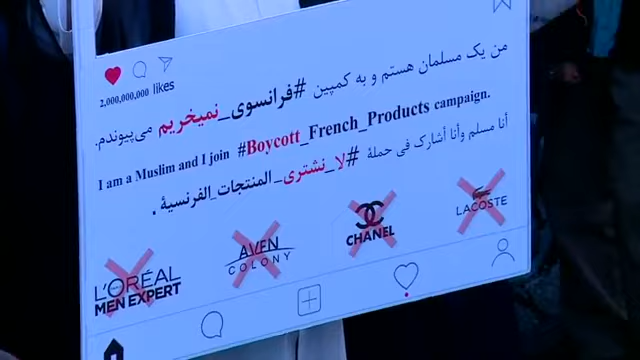 2,000,000,000 likes
من یک مسلمان هستم و به کمپین #فرانسوی_نمیخریم می‌پیوندم.
I am a Muslim and I join #Boycott_French_Products campaign.
أنا مسلم وأنا أشارك في حملة #لا_نشتری_المنتجات_الفرنسیة.
L'ORÉAL
MEN EXPERT
AVEN
COLONY
CHANEL
LACOSTE